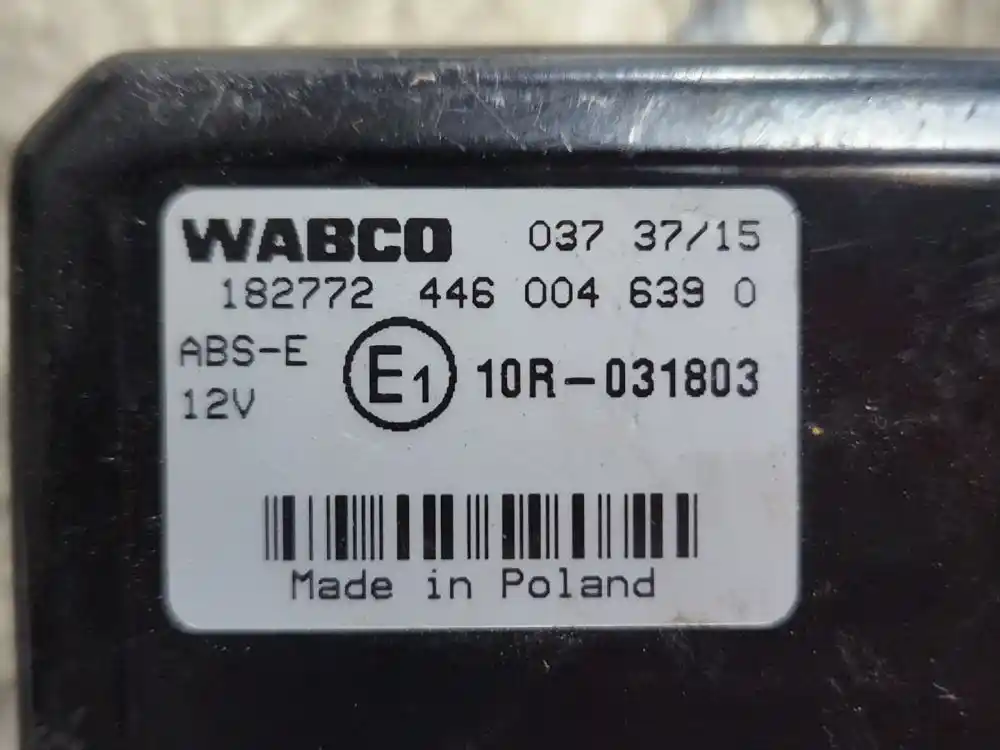 WABCO 037 37/15
182772 446 004 639 0
ABS-E
12V
E1 10R-031803
Made in Poland